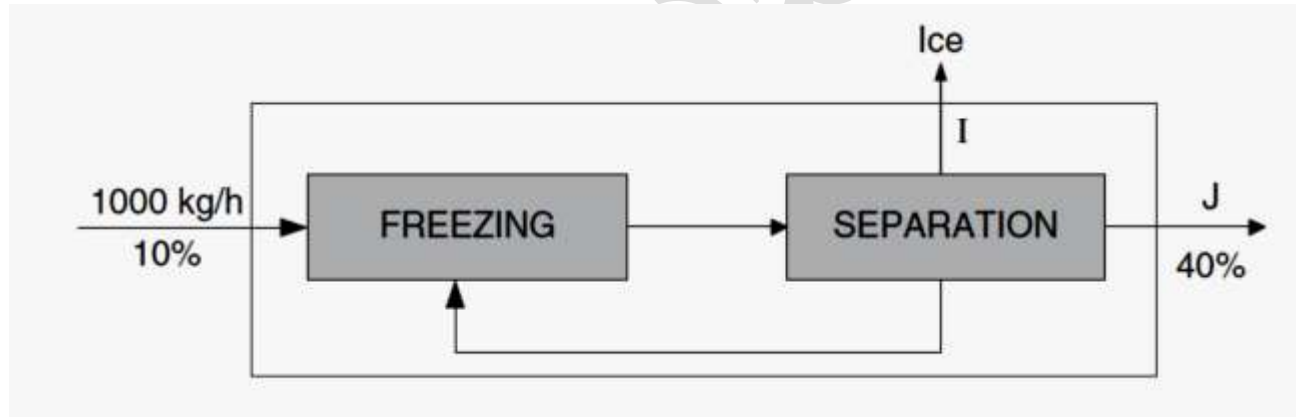 Ice
I
1000 kg/h
10%
FREEZING
SEPARATION
J
40%